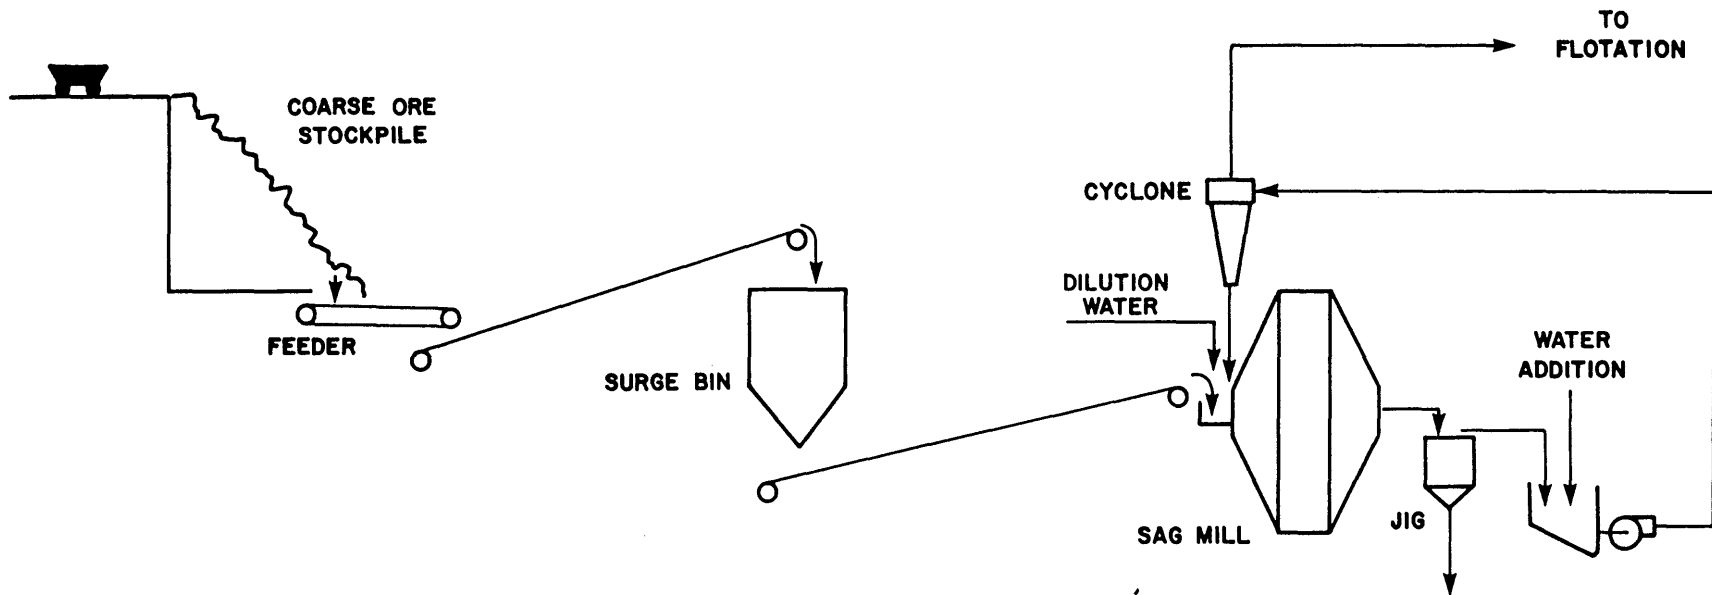 TO
FLOTATION
COARSE ORE
STOCKPILE
CYCLONE
DILUTION
WATER
FEEDER
SURGE BIN
WATER
ADDITION
SAG MILL
JIG